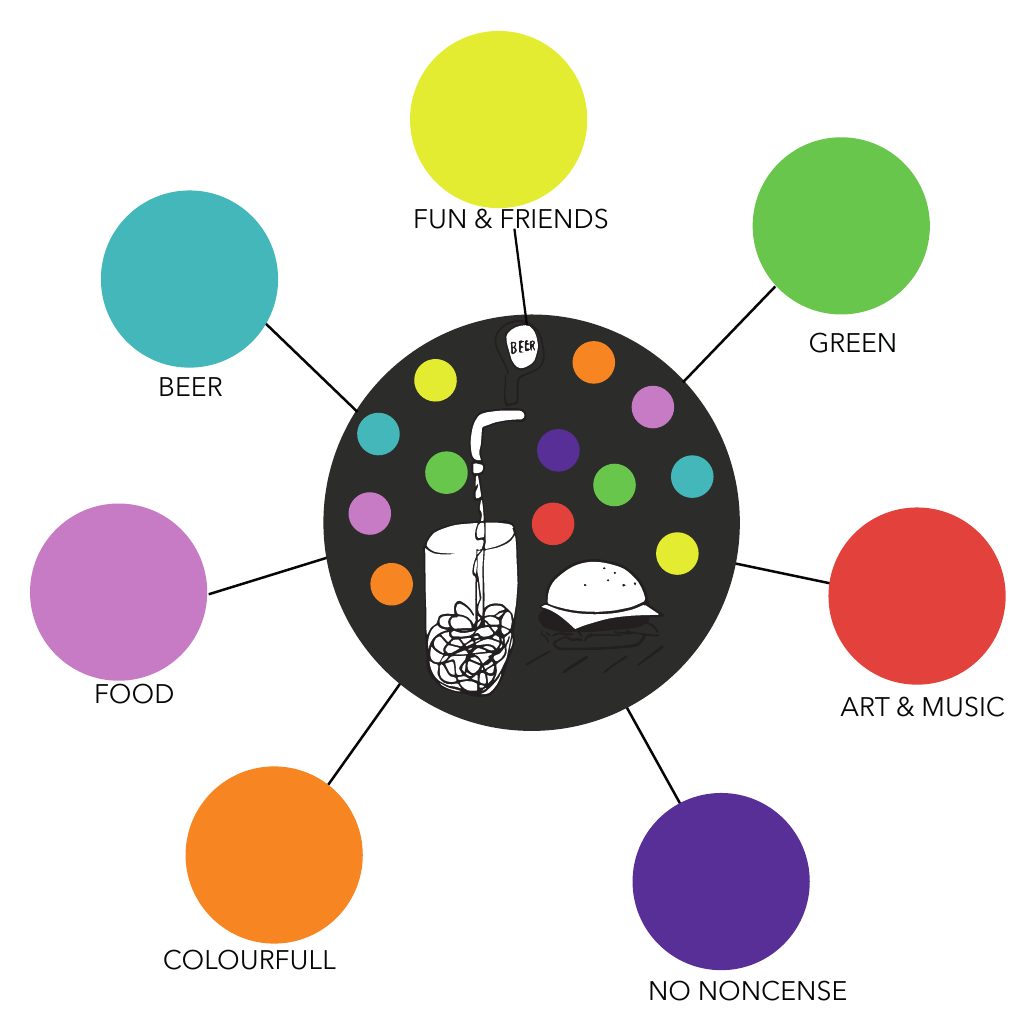 FUN & FRIENDS
GREEN
BEER
BEER
FOOD
ART & MUSIC
COLOURFULL
NO NONCENSE